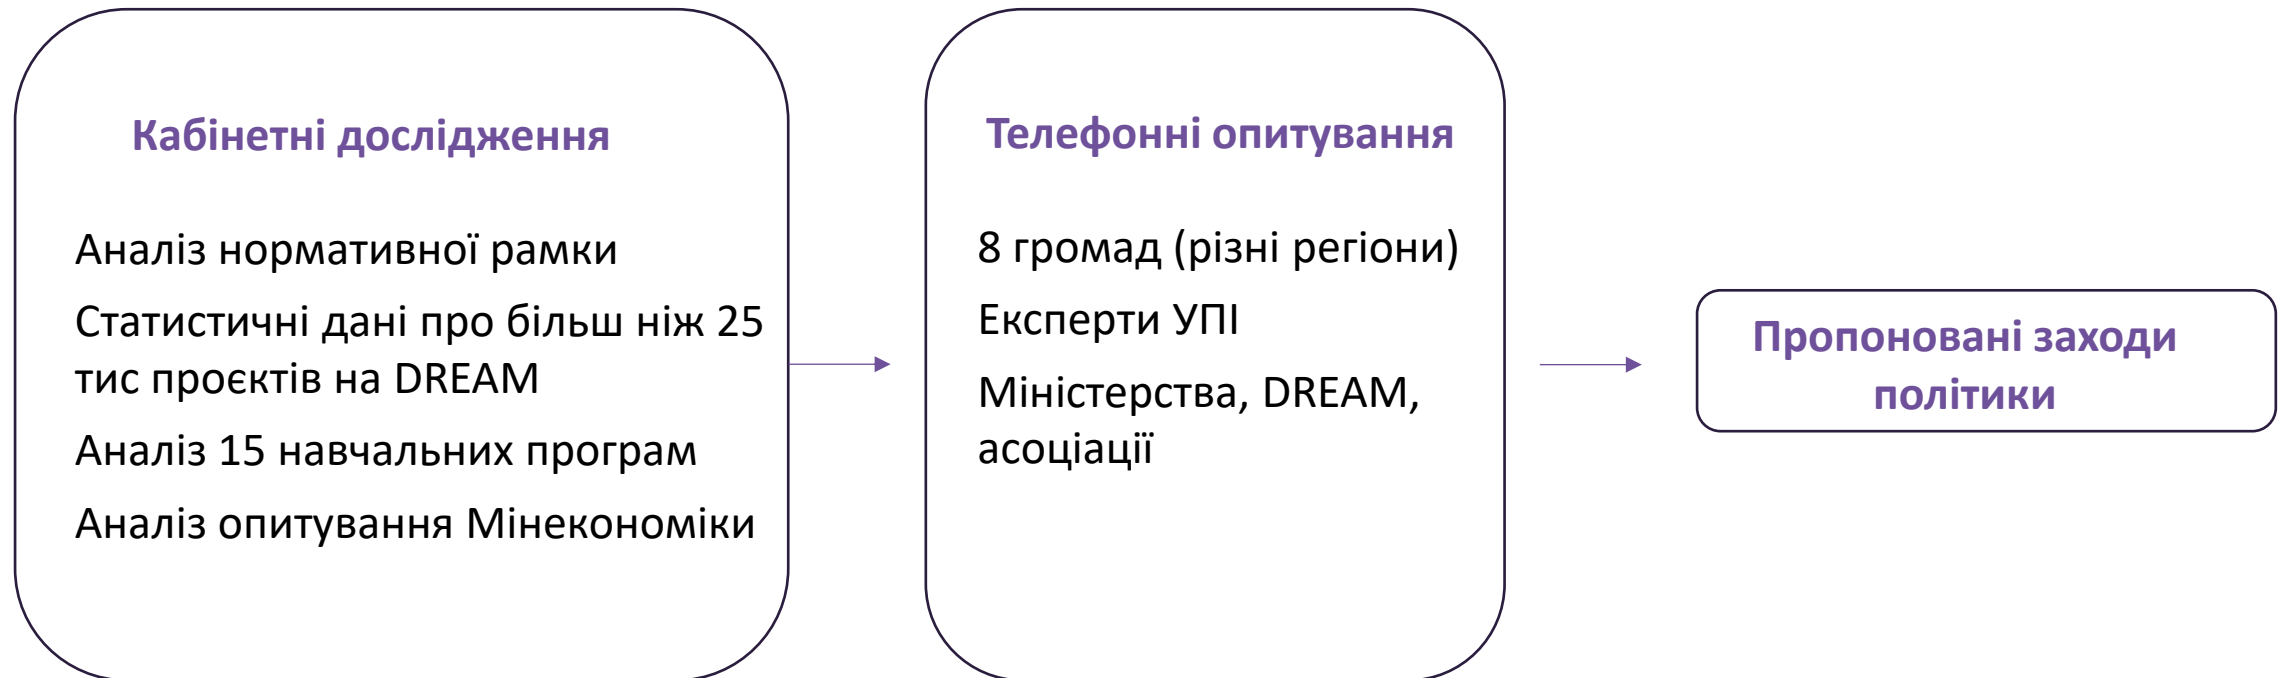 Кабінетні дослідження
Аналіз нормативної рамки
Статистичні дані про більш ніж 25
тис проєктів на DREAM
Аналіз 15 навчальних програм
Аналіз опитування Мінекономіки
Телефонні опитування
8 громад (різні регіони)
Експерти УПІ
Міністерства, DREAM,
асоціації
Пропоновані заходи
політики